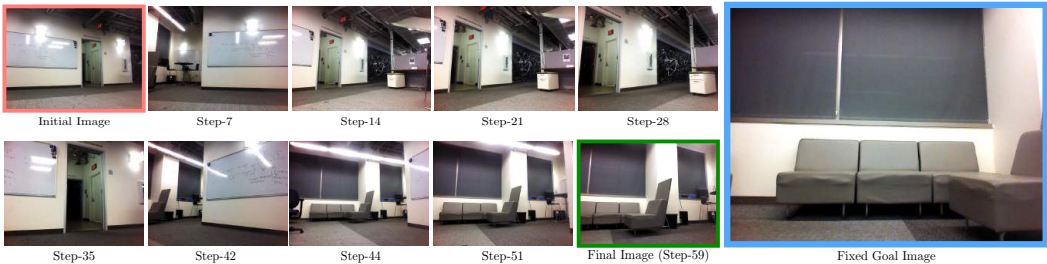 Initial Image
Step-7
Step-14
Step-21
Step-28
Step-35
Step-42
Step-44
Step-51
Final Image (Step-59)
Fixed Goal Image